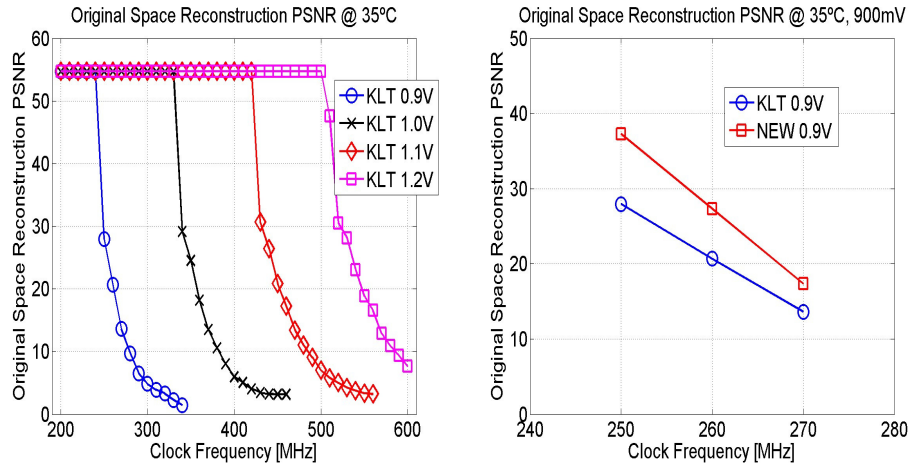 Original Space Reconstruction PSNR @ 35ºC
Original Space Reconstruction PSNR
60
50
40
30
20
10
0
200
300
400
500
600
Clock Frequency [MHz]
KLT 0.9V
KLT 1.0V
KLT 1.1V
KLT 1.2V
Original Space Reconstruction PSNR @ 35ºC, 900mV
Original Space Reconstruction PSNR
50
40
30
20
10
0
240
250
260
270
280
Clock Frequency [MHz]
KLT 0.9V
NEW 0.9V